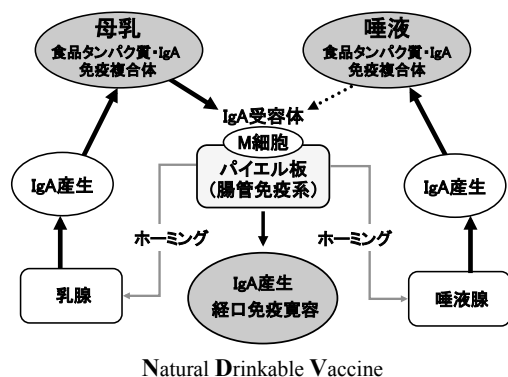 母乳
食品タンパク質・IgA
免疫複合体
唾液
食品タンパク質・IgA
免疫複合体
IgA受容体
M細胞
パイエル板
(腸管免疫系)
IgA産生
IgA産生
ホーミング
ホーミング
乳腺
IgA産生
経口免疫寛容
唾液腺
Natural Drinkable Vaccine